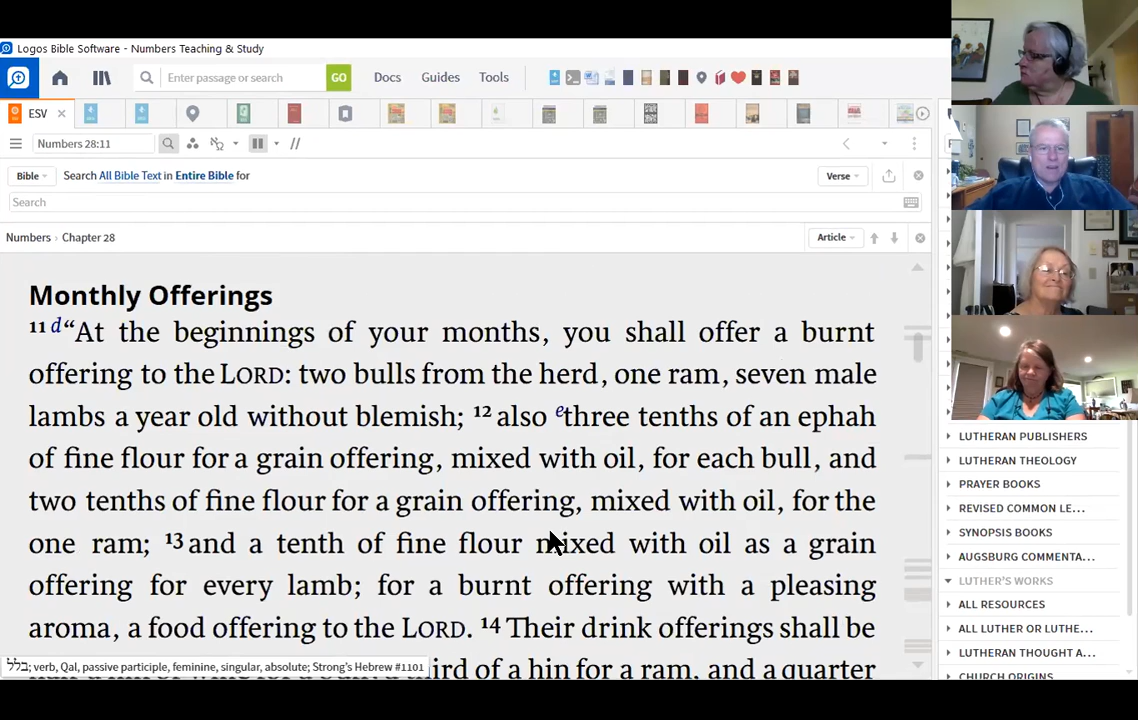 Logos Bible Software - Numbers Teaching & Study
Enter passage or search
GO
Docs
Guides
Tools
ESV
Numbers 28:11
Bible
Search All Bible Text in Entire Bible for
Verse
Search
Numbers › Chapter 28
Article
Monthly Offerings
11 d“At the beginnings of your months, you shall offer a burnt
offering to the LORD: two bulls from the herd, one ram, seven male
lambs a year old without blemish; 12 also ethree tenths of an ephah
of fine flour for a grain offering, mixed with oil, for each bull, and
two tenths of fine flour for a grain offering, mixed with oil, for the
one ram; 13 and a tenth of fine flour mixed with oil as a grain
offering for every lamb; for a burnt offering with a pleasing
aroma, a food offering to the LORD. 14 Their drink offerings shall be
of a hin for a ram, and a quarter
בלל; verb, Qal, passive participle, feminine, singular, absolute; Strong's Hebrew #1101
LUTHERAN PUBLISHERS
LUTHERAN THEOLOGY
PRAYER BOOKS
REVISED COMMON LE...
SYNOPSIS BOOKS
AUGSBURG COMMENTA...
LUTHER'S WORKS
ALL RESOURCES
ALL LUTHER OR LUTHE...
LUTHERAN THOUGHT A...
CHURCH ORIGINS